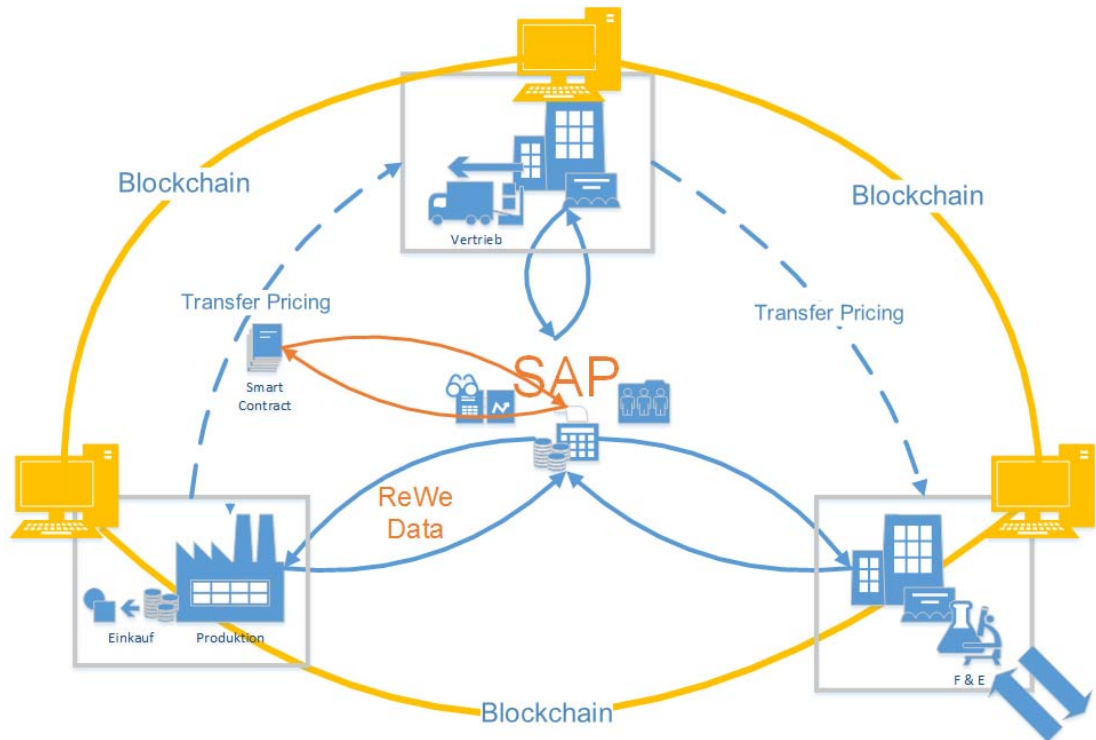 Blockchain
Blockchain
Vertrieb
Transfer Pricing
Transfer Pricing
SAP
Smart
Contract
ReWe
Data
Einkauf
Produktion
F & E
Blockchain